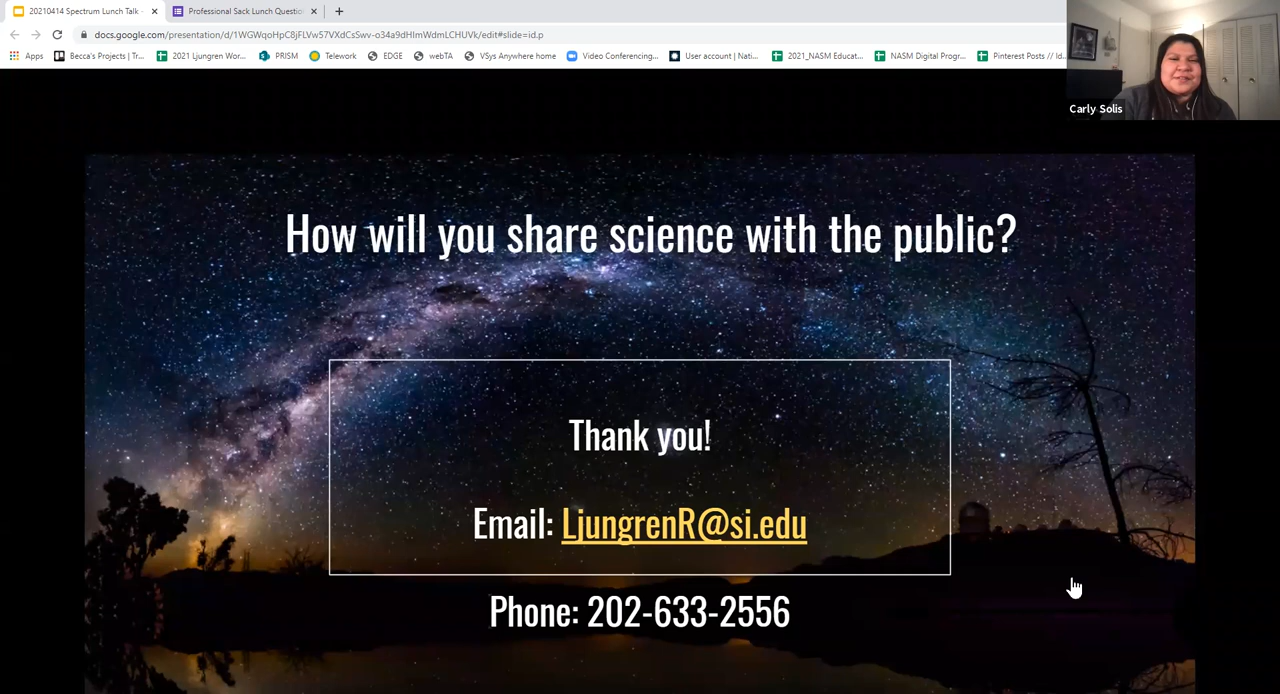 20210414 Spectrum Lunch Talk -
Professional Sack Lunch Questio
docs.google.com/presentation/d/1WGWqoHpC8jFLVw57VXdCsSwv-o34a9dHlmWdmLCHUVk/edit#slide=id.p
Apps
Becca's Projects | Tr...
2021 Ljungren Wor...
PRISM
Telework
EDGE
webTA
VSys Anywhere home
Video Conferencing...
User account | Nati...
2021_NASM Educat...
NASM Digital Progr...
Pinterest Posts // Id...
Carly Solis
How will you share science with the public?
Thank you!
Email: LjungrenR@si.edu
Phone: 202-633-2556